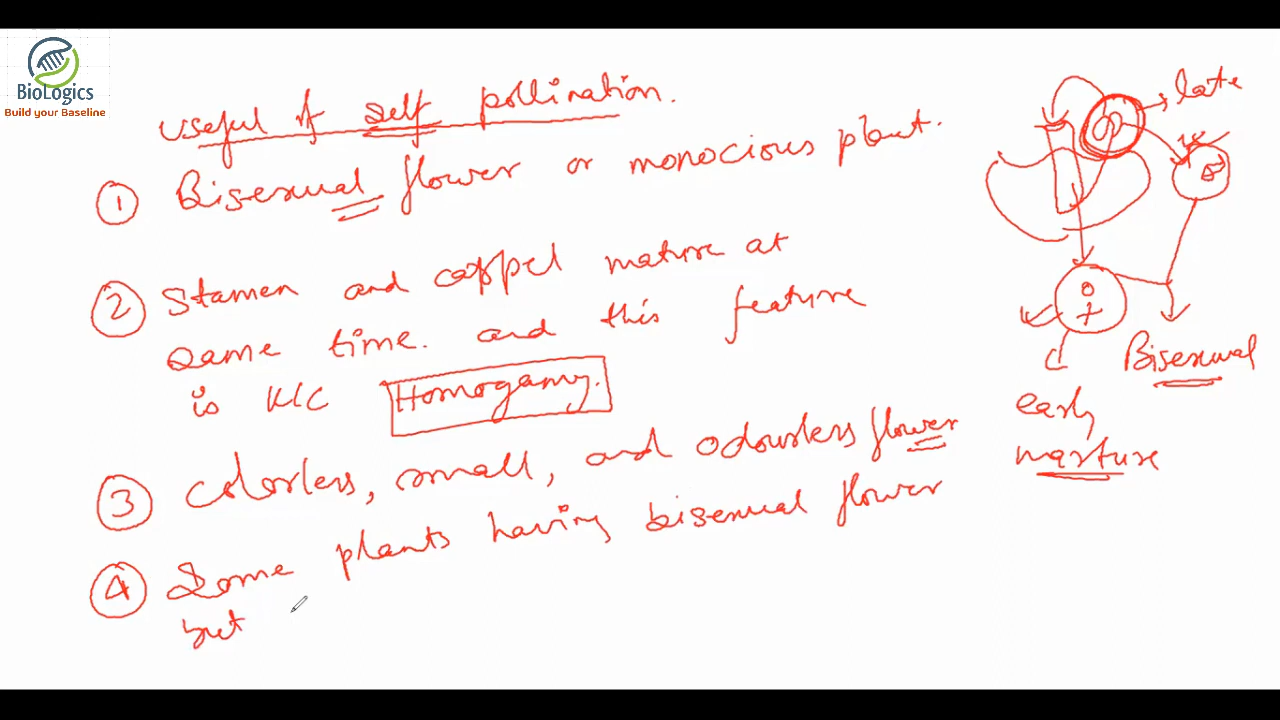 BioLogics
Build your Baseline
Useful of self pollination.
① Bisexual flower or monocious plant.
② Stamen and carpel mature at
same time. and this feature
is K/C Homogamy.
③ Colorless, small, and odourless flower
④ Some plants having bisexual flower
but
late
Bisexual
early
marture